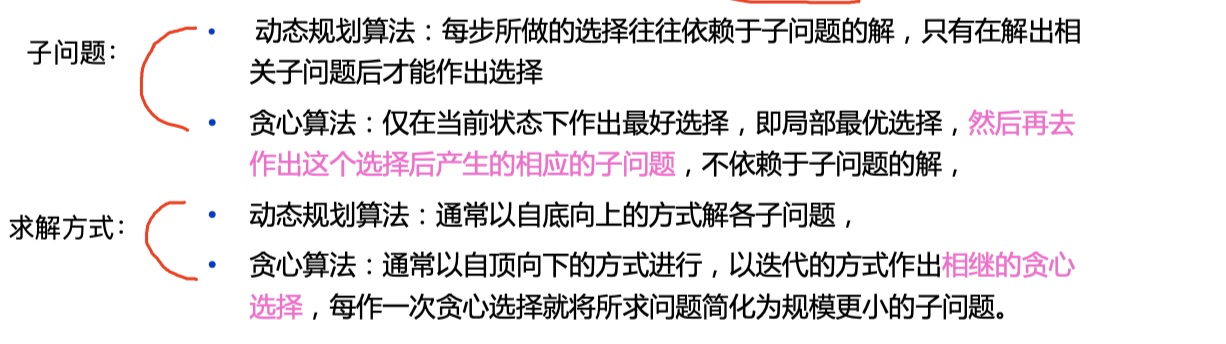 子问题：
• 动态规划算法：每步所做的选择往往依赖于子问题的解，只有在解出相
关子问题后才能作出选择
• 贪心算法：仅在当前状态下作出最好选择，即局部最优选择，然后再去
作出这个选择后产生的相应的子问题，不依赖于子问题的解，
求解方式：
• 动态规划算法：通常以自底向上的方式解各子问题，
• 贪心算法：通常以自顶向下的方式进行，以迭代的方式作出相继的贪心
选择，每作一次贪心选择就将所求问题简化为规模更小的子问题。